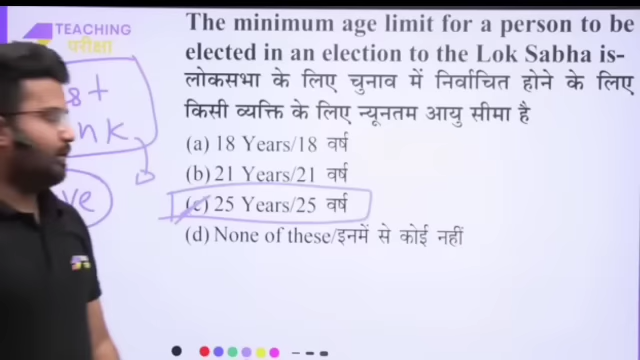 TEACHING
परीक्षा
The minimum age limit for a person to be
elected in an election to the Lok Sabha is-
लोकसभा के लिए चुनाव में निर्वाचित होने के लिए
किसी व्यक्ति के लिए न्यूनतम आयु सीमा है
(a) 18 Years/18 वर्ष
(b) 21 Years/21 वर्ष
(c) 25 Years/25 वर्ष
(d) None of these/इनमें से कोई नहीं